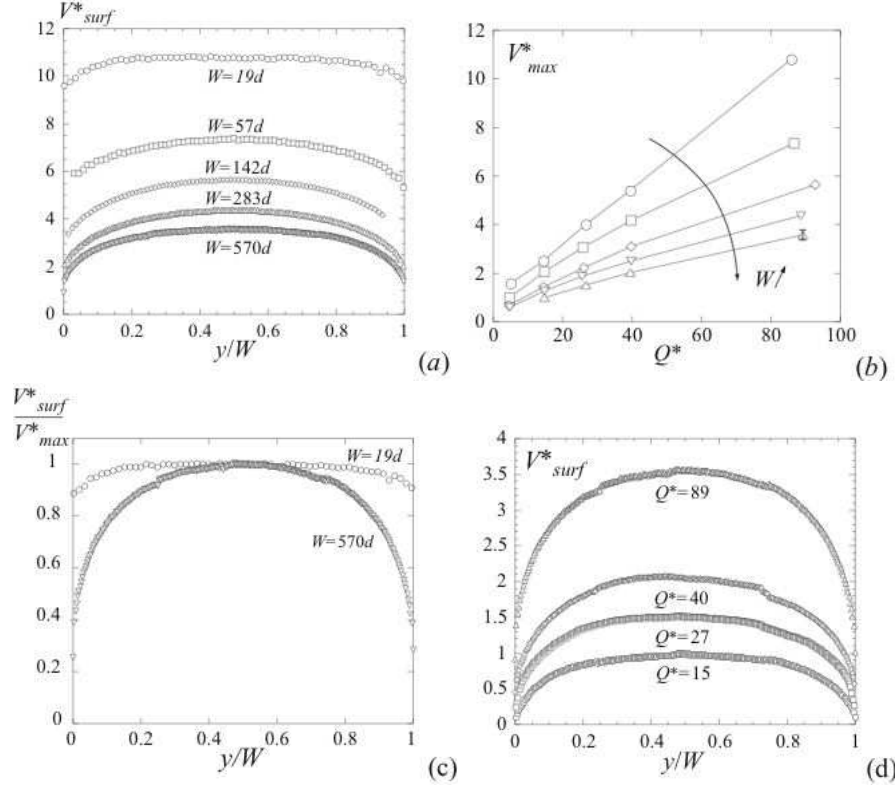 V*surf
12
10
8
6
4
2
0
W=19d
W=57d
W=142d
W=283d
W=570d
0 0.2 0.4 0.6 0.8 1
y/W
(a)
V*max
12
10
8
6
4
2
0
W
0 20 40 60 80 100
Q*
(b)
V*surf
V*max
1
0.8
0.6
0.4
0.2
0
W=19d
W=570d
0 0.2 0.4 0.6 0.8 1
y/W
(c)
V*surf
4
3.5
3
2.5
2
1.5
1
0.5
0
Q*=89
Q*=40
Q*=27
Q*=15
0 0.2 0.4 0.6 0.8 1
y/W
(d)